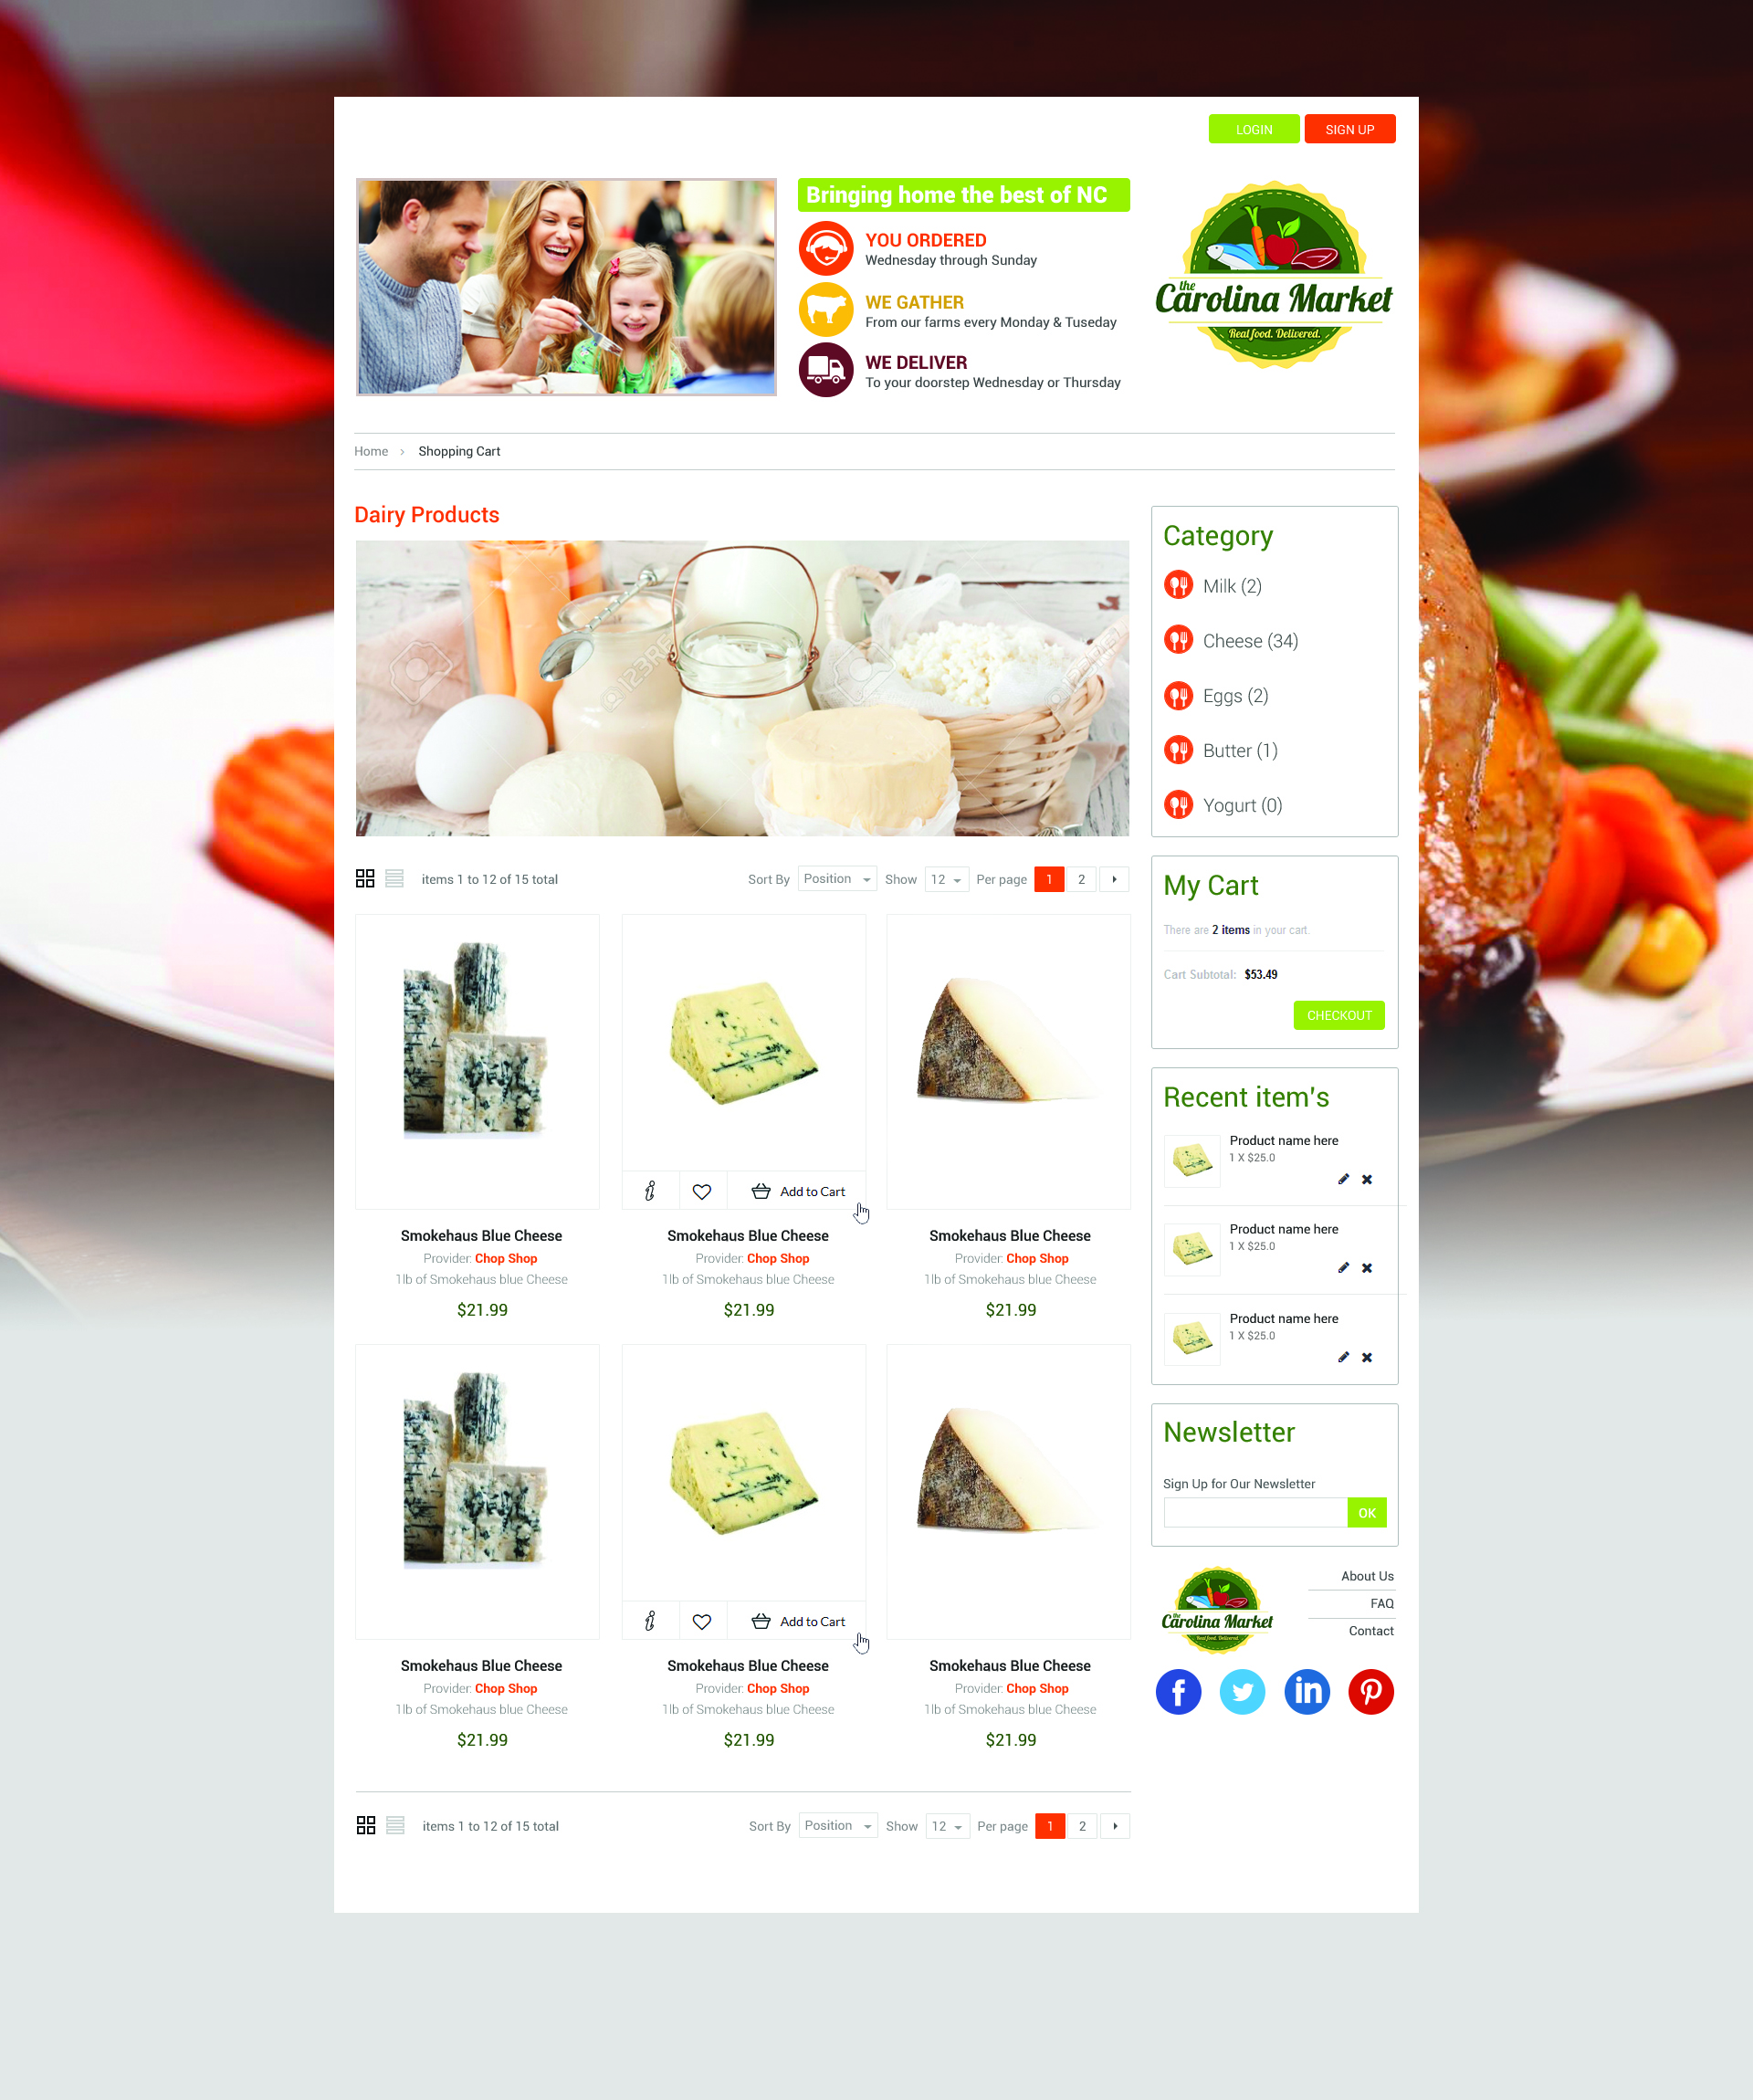 LOGIN
SIGN UP
Bringing home the best of NC
YOU ORDERED
Wednesday through Sunday
WE GATHER
From our farms every Monday & Tuseday
WE DELIVER
To your doorstep Wednesday or Thursday
the
Carolina Market
Real food. Delivered.
Home › Shopping Cart
Dairy Products
123RF
@123RF
@123RF
Category
Milk (2)
Cheese (34)
Eggs (2)
Butter (1)
Yogurt (0)
items 1 to 12 of 15 total
Sort By Position Show 12 Per page 1 2
My Cart
There are 2 items in your cart.
Cart Subtotal: $53.49
CHECKOUT
i Add to Cart
Smokehaus Blue Cheese
Provider: Chop Shop
1lb of Smokehaus blue Cheese
$21.99
Smokehaus Blue Cheese
Provider: Chop Shop
1lb of Smokehaus blue Cheese
$21.99
Smokehaus Blue Cheese
Provider: Chop Shop
1lb of Smokehaus blue Cheese
$21.99
Recent item's
Product name here
1 X $25.0
Product name here
1 X $25.0
Product name here
1 X $25.0
i Add to Cart
Smokehaus Blue Cheese
Provider: Chop Shop
1lb of Smokehaus blue Cheese
$21.99
Smokehaus Blue Cheese
Provider: Chop Shop
1lb of Smokehaus blue Cheese
$21.99
Smokehaus Blue Cheese
Provider: Chop Shop
1lb of Smokehaus blue Cheese
$21.99
Newsletter
Sign Up for Our Newsletter
OK
the
Carolina Market
Real food. Delivered
About Us
FAQ
Contact
f in
items 1 to 12 of 15 total
Sort By Position Show 12 Per page 1 2